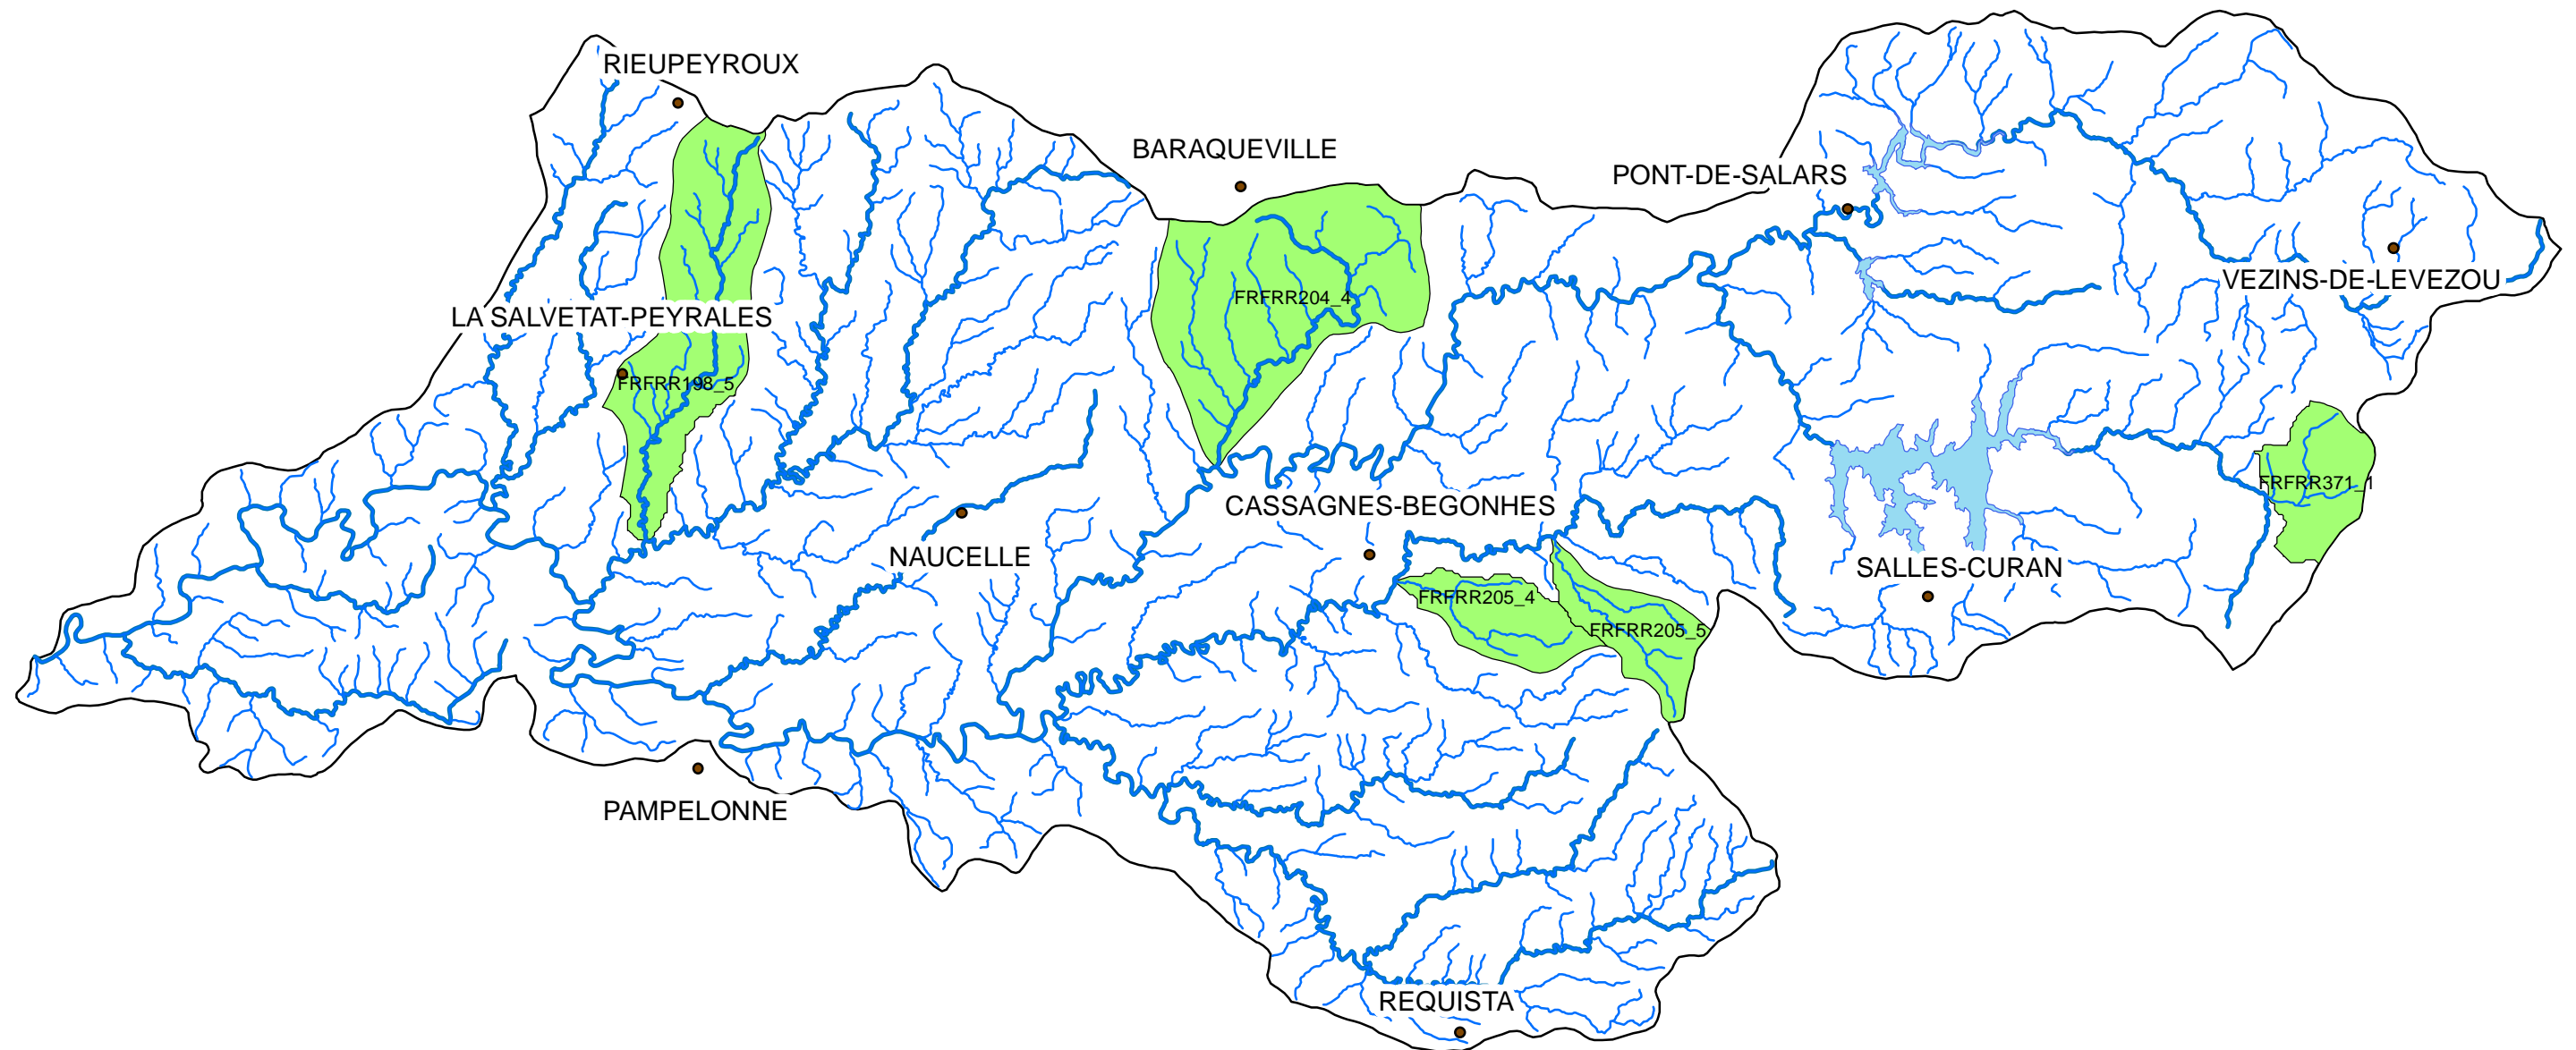 RIEUPEYROUX
BARAQUEVILLE
PONT-DE-SALARS
VEZINS-DE-LEVEZOU
FRFRR204_4
LA SALVETAT-PEYRALES
FRFRR198_5
FRFRR371_1
CASSAGNES-BEGONHES
NAUCELLE
SALLES-CURAN
FRFRR205_4
FRFRR205_5
PAMPELONNE
REQUISTA